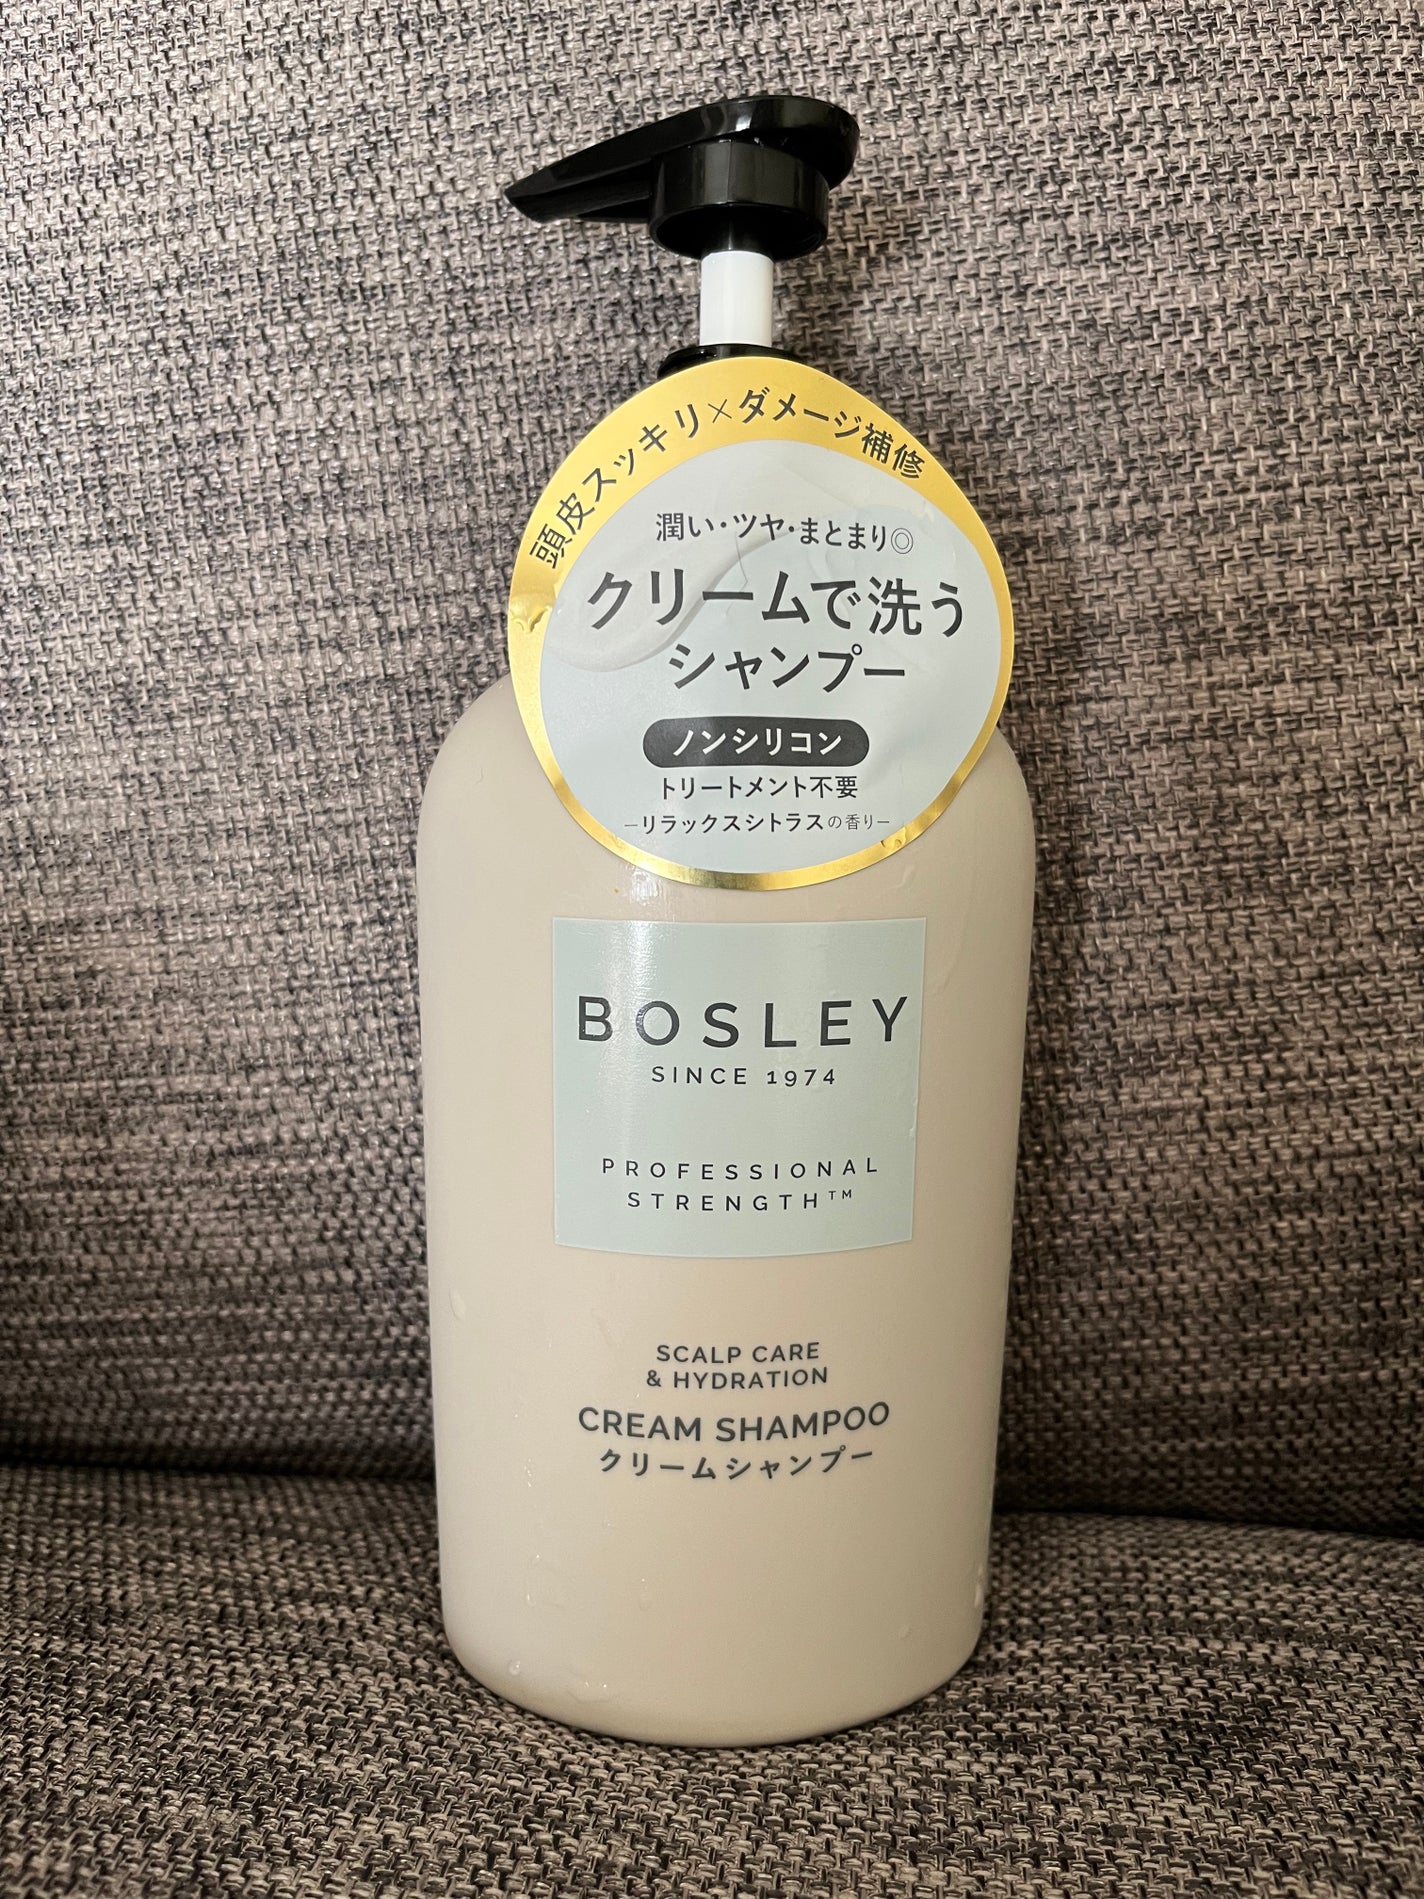 頭皮スッキリ×ダメージ補修
潤い・ツヤ・まとまり◎
クリームで洗う
シャンプー
ノンシリコン
トリートメント不要
−リラックスシトラスの香り−
BOSLEY
SINCE 1974
PROFESSIONAL
STRENGTH™
SCALP CARE
& HYDRATION
CREAM SHAMPOO
クリームシャンプー